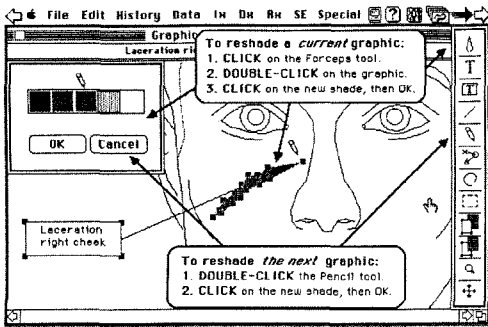 File Edit History Data Ix Dx Rx SE Special
Graphic
Laceration ri
To reshade a current graphic:
1. CLICK on the Forceps tool.
2. DOUBLE-CLICK on the graphic.
3. CLICK on the new shade, then OK.
OK Cancel
T
T
Laceration
right cheek
To reshade the next graphic:
1. DOUBLE-CLICK the Pencil tool.
2. CLICK on the new shade, then OK.